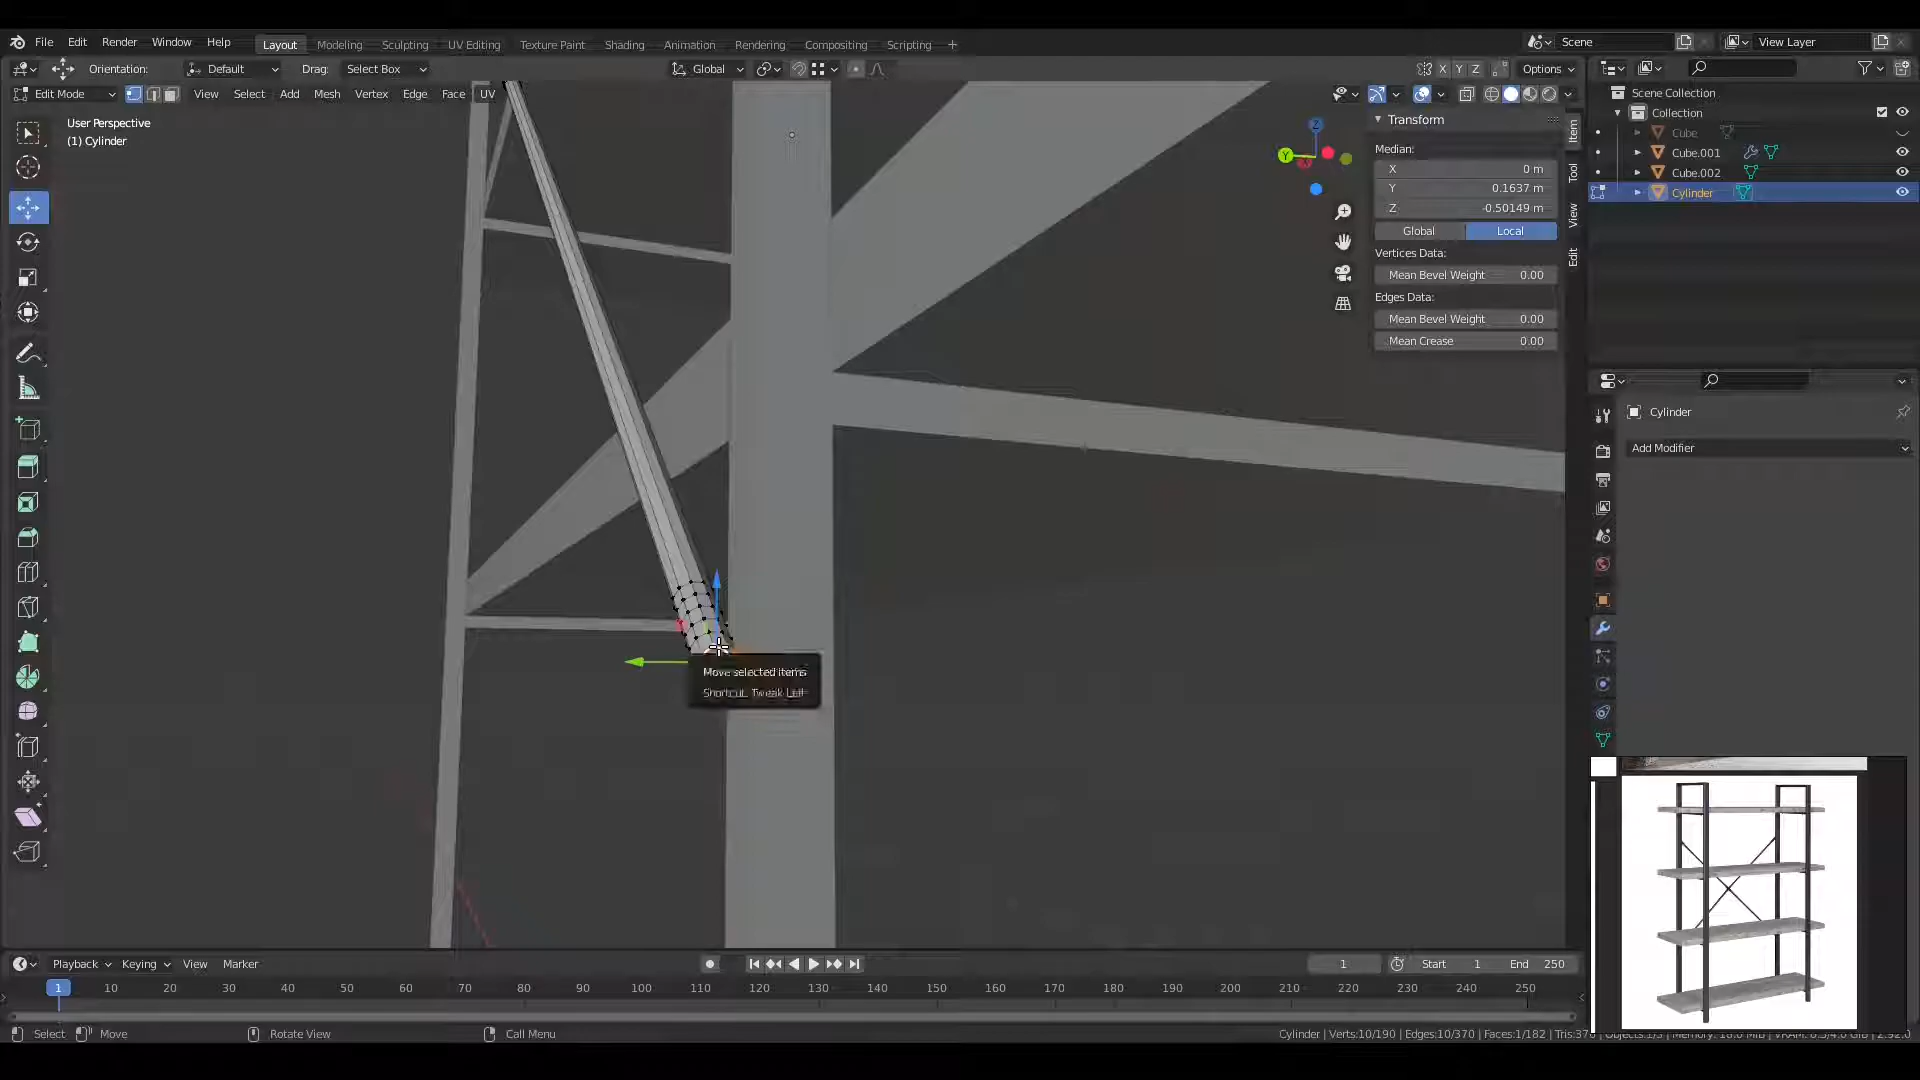 File Edit Render Window Help Layout Modeling Sculpting UV Editing Texture Paint Shading Animation Rendering Compositing Scripting + Scene View Layer
Orientation: Default Drag: Select Box Global X Y Z Options
Edit Mode View Select Add Mesh Vertex Edge Face UV
User Perspective
(1) Cylinder
Z
Y
Transform
Median:
X 0 m
Y 0.1637 m
Z -0.50149 m
Global Local
Vertices Data:
Mean Bevel Weight 0.00
Edges Data:
Mean Bevel Weight 0.00
Mean Crease 0.00
Item
Tool
View
Edit
Scene Collection
Collection
Cube
Cube.001
Cube.002
Cylinder
Cylinder
Add Modifier
Move selected items
Shortcut: Tweak Left
Playback Keying View Marker 1 Start 1 End 250
1 10 20 30 40 50 60 70 80 90 100 110 120 130 140 150 160 170 180 190 200 210 220 230 240 250
Select Move Rotate View Call Menu Cylinder | Verts:10/190 | Edges:10/370 | Faces:1/182